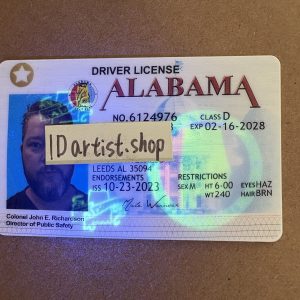 DRIVER LICENSE
ALABAMA
NO. 6124976 CLASS D
EXP 02-16-2028
IDartist.shop
LEEDS AL 35094
ENDORSEMENTS RESTRICTIONS
ISS 10-23-2023 SEX M HT 6-00 EYES HAZ
WT 240 HAIR BRN
Colonel John E. Richardson
Director of Public Safety